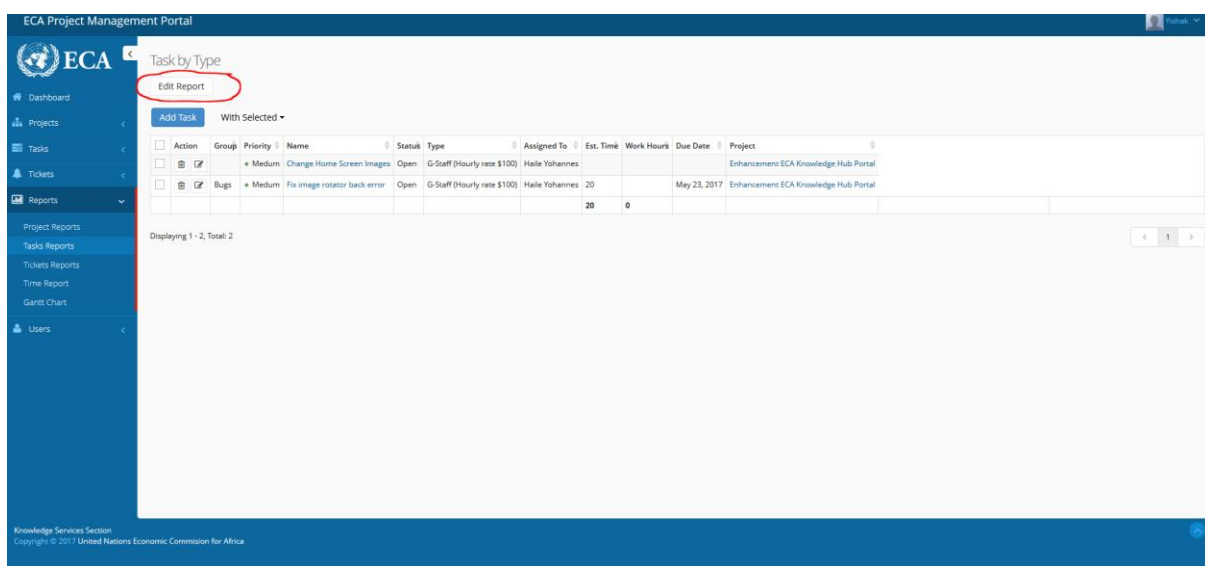 ECA Project Management Portal
Yishak
ECA
Task by Type
Edit Report
Dashboard
Add Task With Selected
Projects
Action Group Priority Name Status Type Assigned To Est. Time Work Hours Due Date Project
Tasks
Medum Change Home Screen Images Open G-Staff (Hourly rate $100) Haile Yohannes Enhancement ECA Knowledge Hub Portal
Tickets
Bugs Medum Fix image rotator back error Open G-Staff (Hourly rate $100) Haile Yohannes 20 May 23, 2017 Enhancement ECA Knowledge Hub Portal
Reports
20 0
Project Reports
Displaying 1 - 2, Total: 2
< 1 >
Tasks Reports
Tickets Reports
Time Report
Gantt Chart
Users
Knowledge Services Section
Copyright © 2017 United Nations Economic Commision for Africa